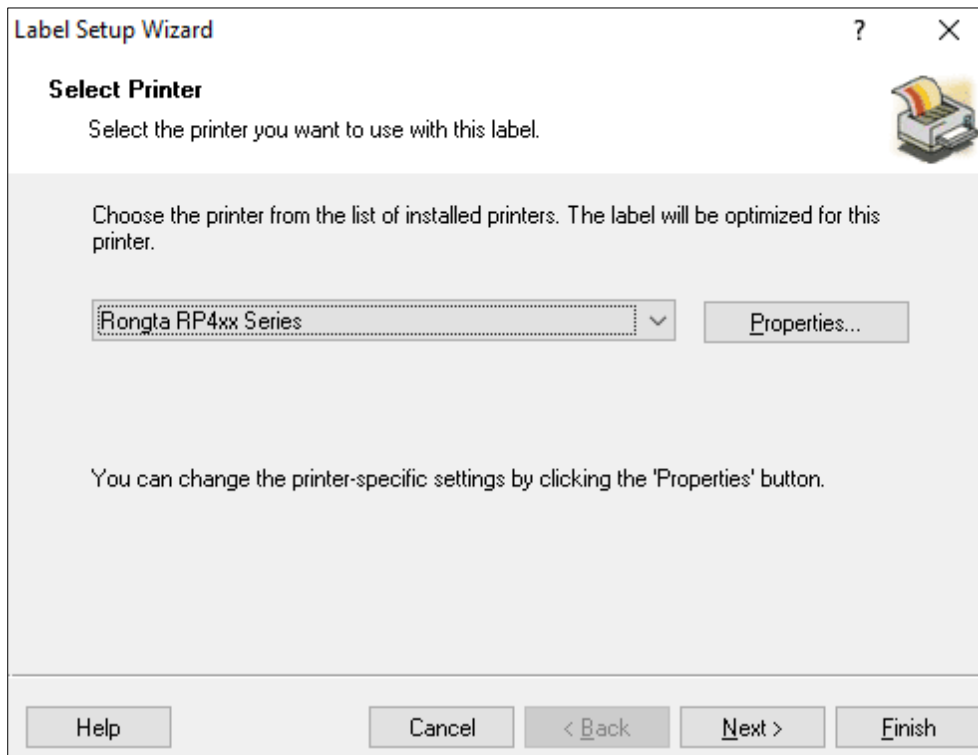 Label Setup Wizard
?
Select Printer
Select the printer you want to use with this label.
Choose the printer from the list of installed printers. The label will be optimized for this
printer.
Rongta RP4xx Series
Properties...
You can change the printer-specific settings by clicking the 'Properties' button.
Help
Cancel
< Back
Next >
Finish